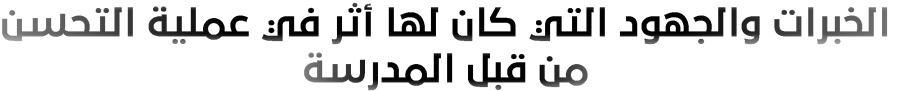 الخبرات والجهود التي كان لها أثر في عملية التحسن
من قبل المدرسة